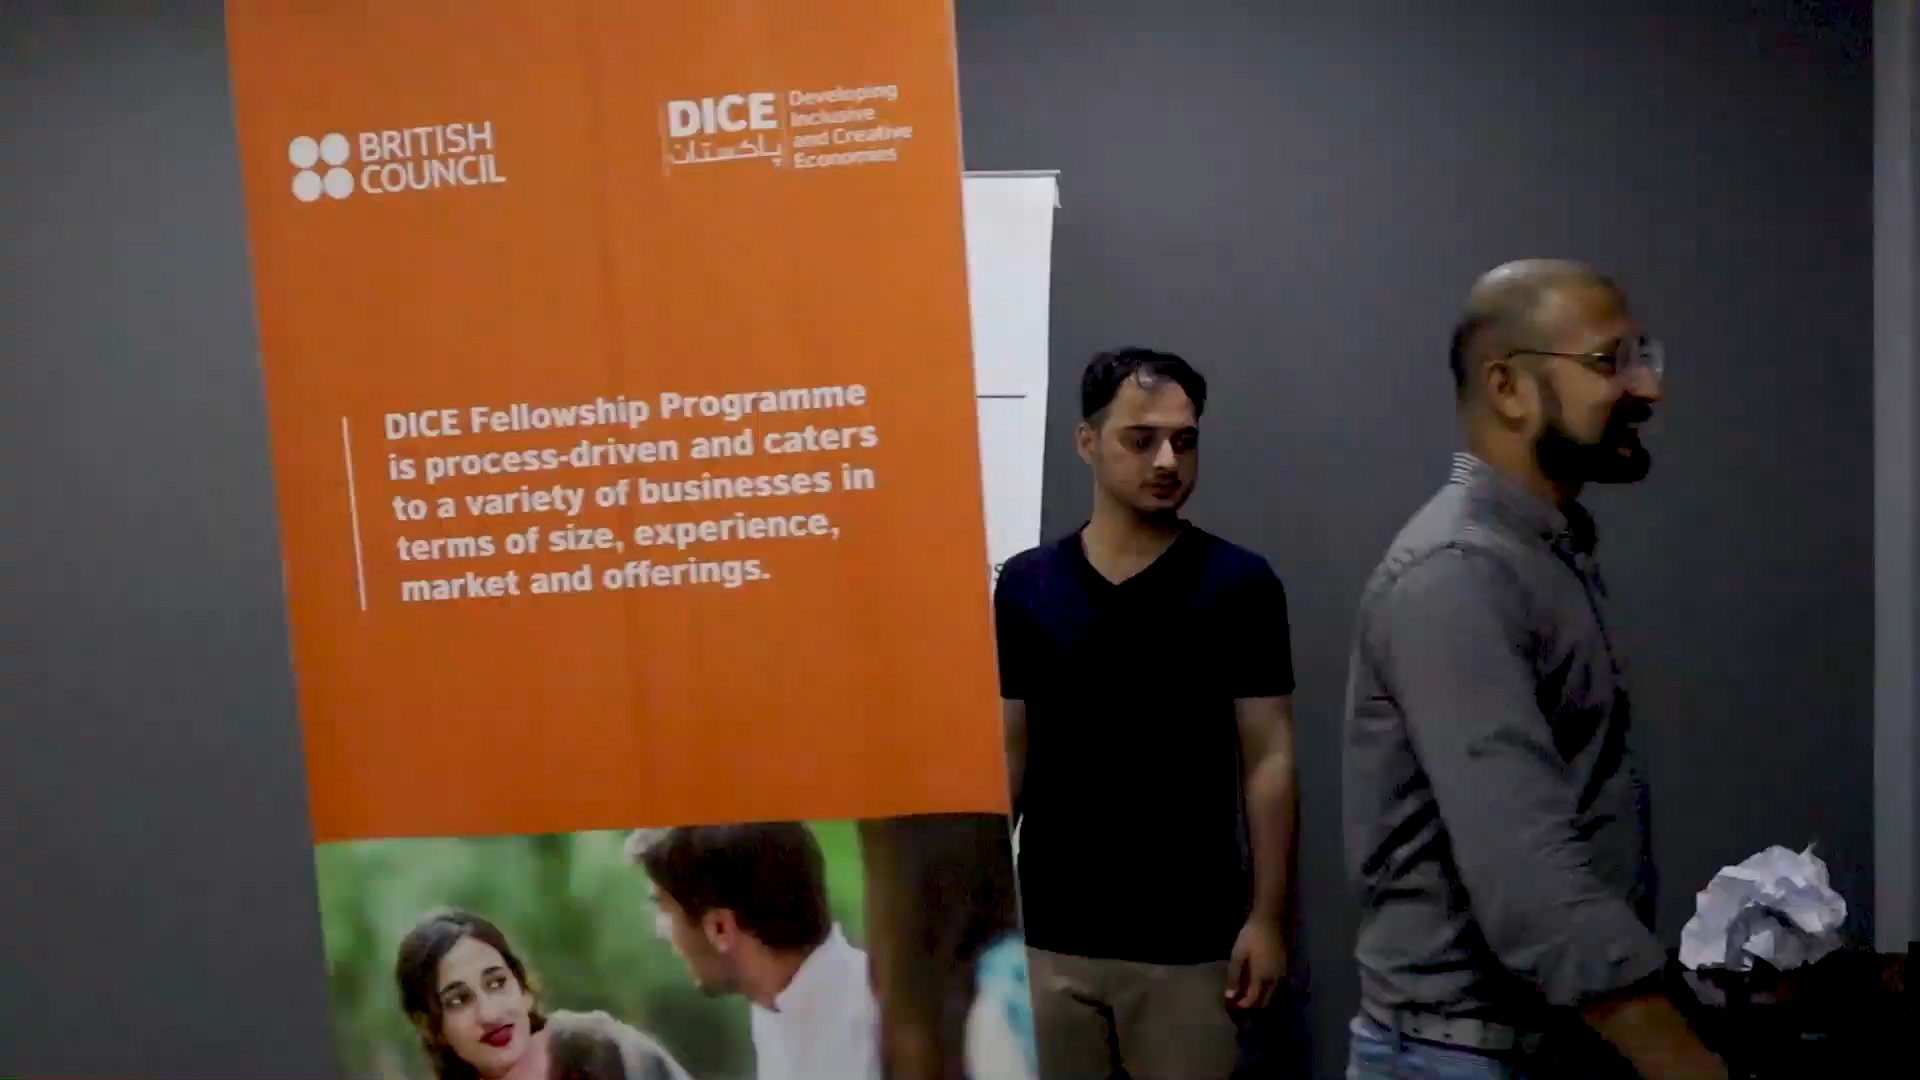 BRITISH
COUNCIL
DICE
پاکستان
Developing
Inclusive
and Creative
Economies
DICE Fellowship Programme
is process-driven and caters
to a variety of businesses in
terms of size, experience,
market and offerings.